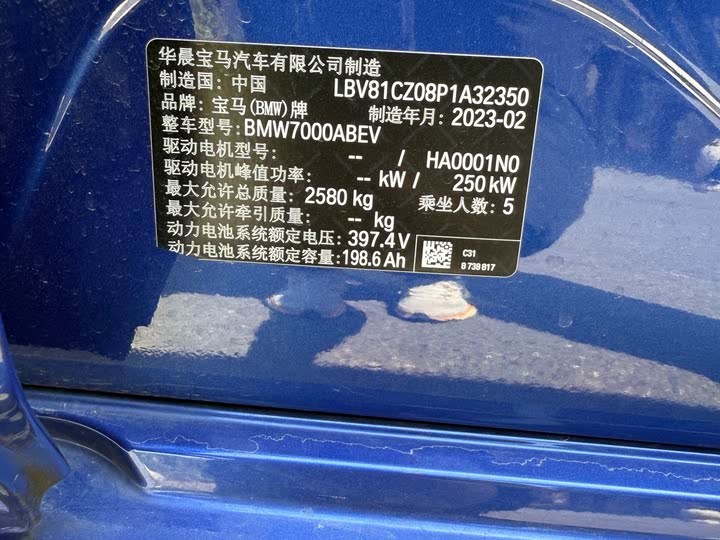 华晨宝马汽车有限公司制造
制造国: 中国 LBV81CZ08P1A32350
品牌: 宝马(BMW)牌 制造年月: 2023-02
整车型号: BMW7000ABEV
驱动电机型号: -- / HA0001N0
驱动电机峰值功率: -- kW / 250 kW
最大允许总质量: 2580 kg 乘坐人数: 5
最大允许牵引质量: -- kg
动力电池系统额定电压: 397.4 V
动力电池系统额定容量: 198.6 Ah
C31
8 739 817